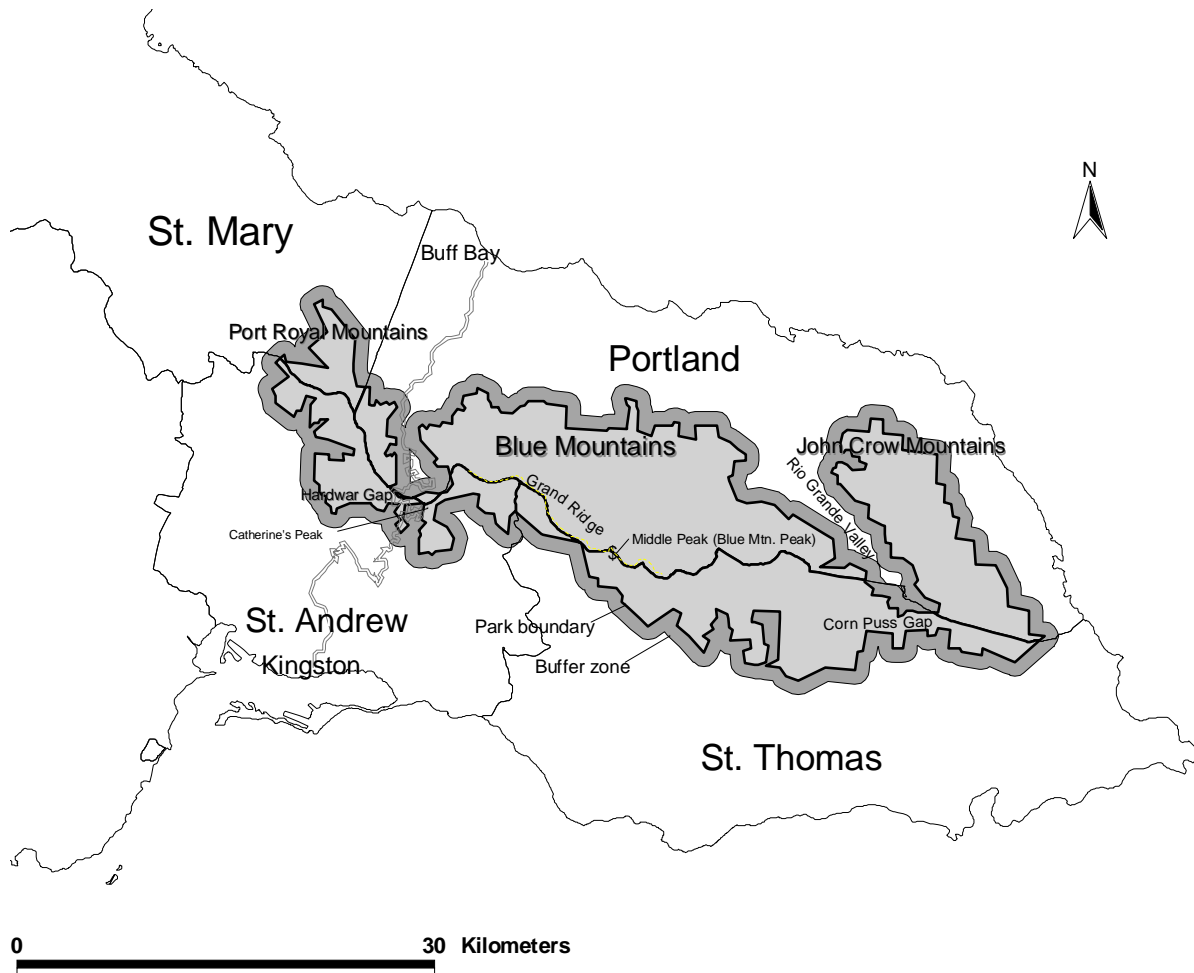 N
St. Mary
Buff Bay
Port Royal Mountains
Portland
Blue Mountains
John Crow Mountains
Rio Grande Valley
Hardwar Gap
Grand Ridge
Catherine's Peak
Middle Peak (Blue Mtn. Peak)
St. Andrew
Park boundary
Corn Puss Gap
Kingston
Buffer zone
St. Thomas
0 30 Kilometers